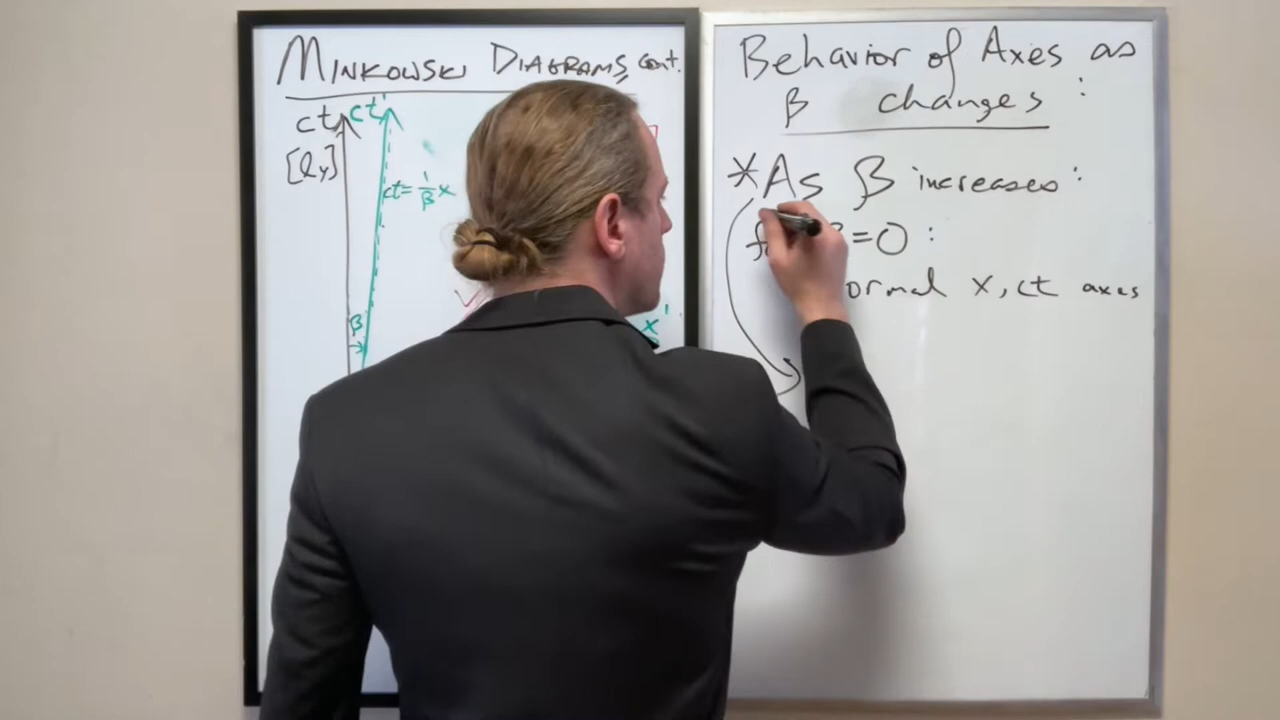 MINKOWSKI DIAGRAMS, cont.
ct
ct'
[ly]
ct = 1/β x
β
x'
Behavior of Axes as
β changes :
*As β increases:
=0 :
x, ct axes